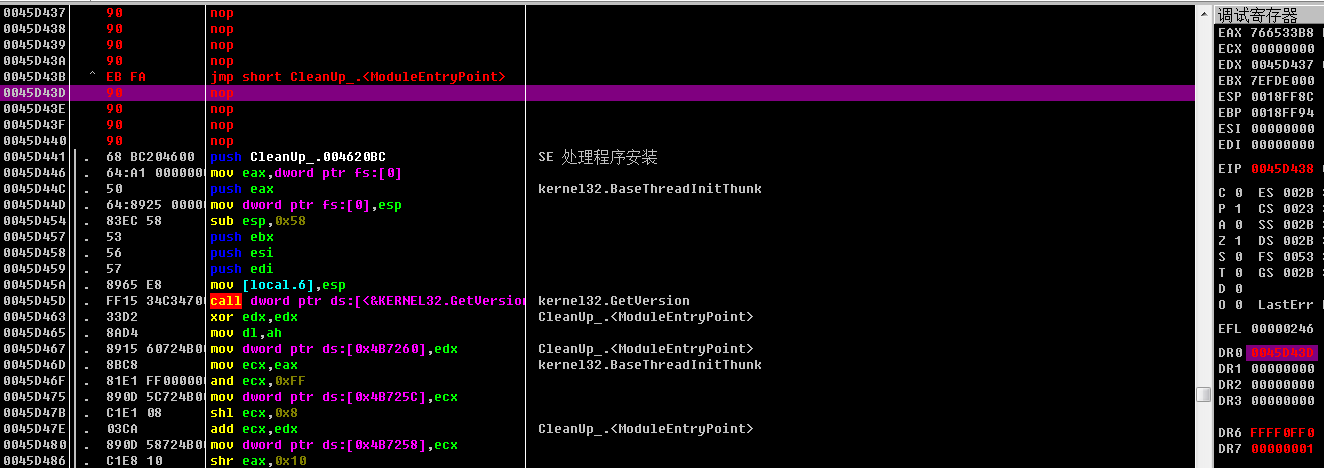 0045D437 90 nop
0045D438 90 nop
0045D439 90 nop
0045D43A 90 nop
0045D43B ^ EB FA jmp short CleanUp_.<ModuleEntryPoint>
0045D43D 90 nop
0045D43E 90 nop
0045D43F 90 nop
0045D440 90 nop
0045D441 . 68 BC204600 push CleanUp_.004620BC SE 处理程序安装
0045D446 . 64:A1 0000000 mov eax,dword ptr fs:[0]
0045D44C . 50 push eax kernel32.BaseThreadInitThunk
0045D44D . 64:8925 00000 mov dword ptr fs:[0],esp
0045D454 . 83EC 58 sub esp,0x58
0045D457 . 53 push ebx
0045D458 . 56 push esi
0045D459 . 57 push edi
0045D45A . 8965 E8 mov [local.6],esp
0045D45D . FF15 34C34700 call dword ptr ds:[<&KERNEL32.GetVersion kernel32.GetVersion
0045D463 . 33D2 xor edx,edx CleanUp_.<ModuleEntryPoint>
0045D465 . 8AD4 mov dl,ah
0045D467 . 8915 60724B00 mov dword ptr ds:[0x4B7260],edx CleanUp_.<ModuleEntryPoint>
0045D46D . 8BC8 mov ecx,eax kernel32.BaseThreadInitThunk
0045D46F . 81E1 FF000000 and ecx,0xFF
0045D475 . 890D 5C724B00 mov dword ptr ds:[0x4B725C],ecx
0045D47B . C1E1 08 shl ecx,0x8
0045D47E . 03CA add ecx,edx CleanUp_.<ModuleEntryPoint>
0045D480 . 890D 58724B00 mov dword ptr ds:[0x4B7258],ecx
0045D486 . C1E8 10 shr eax,0x10
调试寄存器
EAX 766533B8
ECX 00000000
EDX 0045D437
EBX 7EFDE000
ESP 0018FF8C
EBP 0018FF94
ESI 00000000
EDI 00000000
EIP 0045D438
C 0 ES 002B
P 1 CS 0023
A 0 SS 002B
Z 1 DS 002B
S 0 FS 0053
T 0 GS 002B
D 0
O 0 LastErr
EFL 00000246
DR0 0045D43D
DR1 00000000
DR2 00000000
DR3 00000000
DR6 FFFF0FF0
DR7 00000001